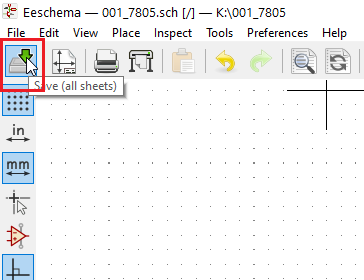 Eeschema — 001_7805.sch [/] — K:\001_7805
File Edit View Place Inspect Tools Preferences Help
Save (all sheets)
in
mm